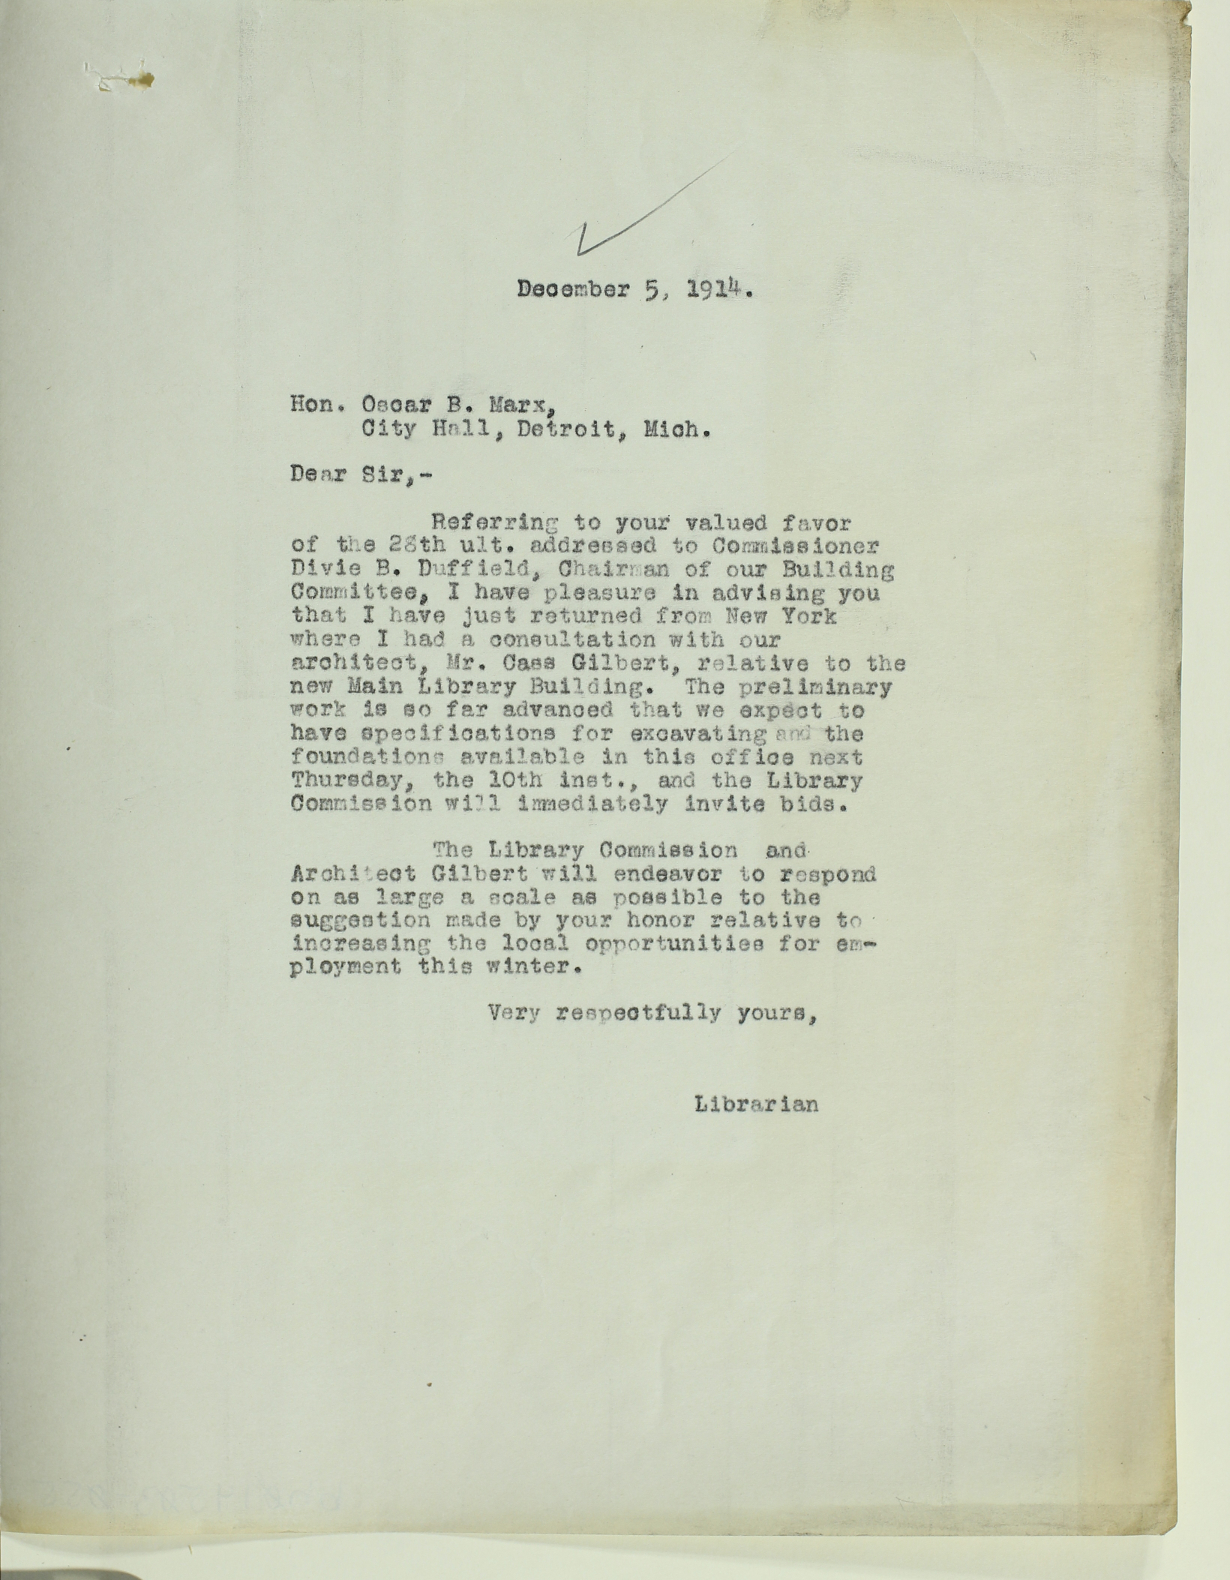 December 5, 1914.
Hon. Oscar B. Marx,
City Hall, Detroit, Mich.
Dear Sir,-
Referring to your valued favor
of the 28th ult. addressed to Commissioner
Divie B. Duffield, Chairman of our Building
Committee, I have pleasure in advising you
that I have just returned from New York
where I had a consultation with our
architect, Mr. Cass Gilbert, relative to the
new Main Library Building. The preliminary
work is so far advanced that we expect to
have specifications for excavating and the
foundations available in this office next
Thursday, the 10th inst., and the Library
Commission will immediately invite bids.
The Library Commission and
Architect Gilbert will endeavor to respond
on as large a scale as possible to the
suggestion made by your honor relative to
increasing the local opportunities for em-
ployment this winter.
Very respectfully yours,
Librarian